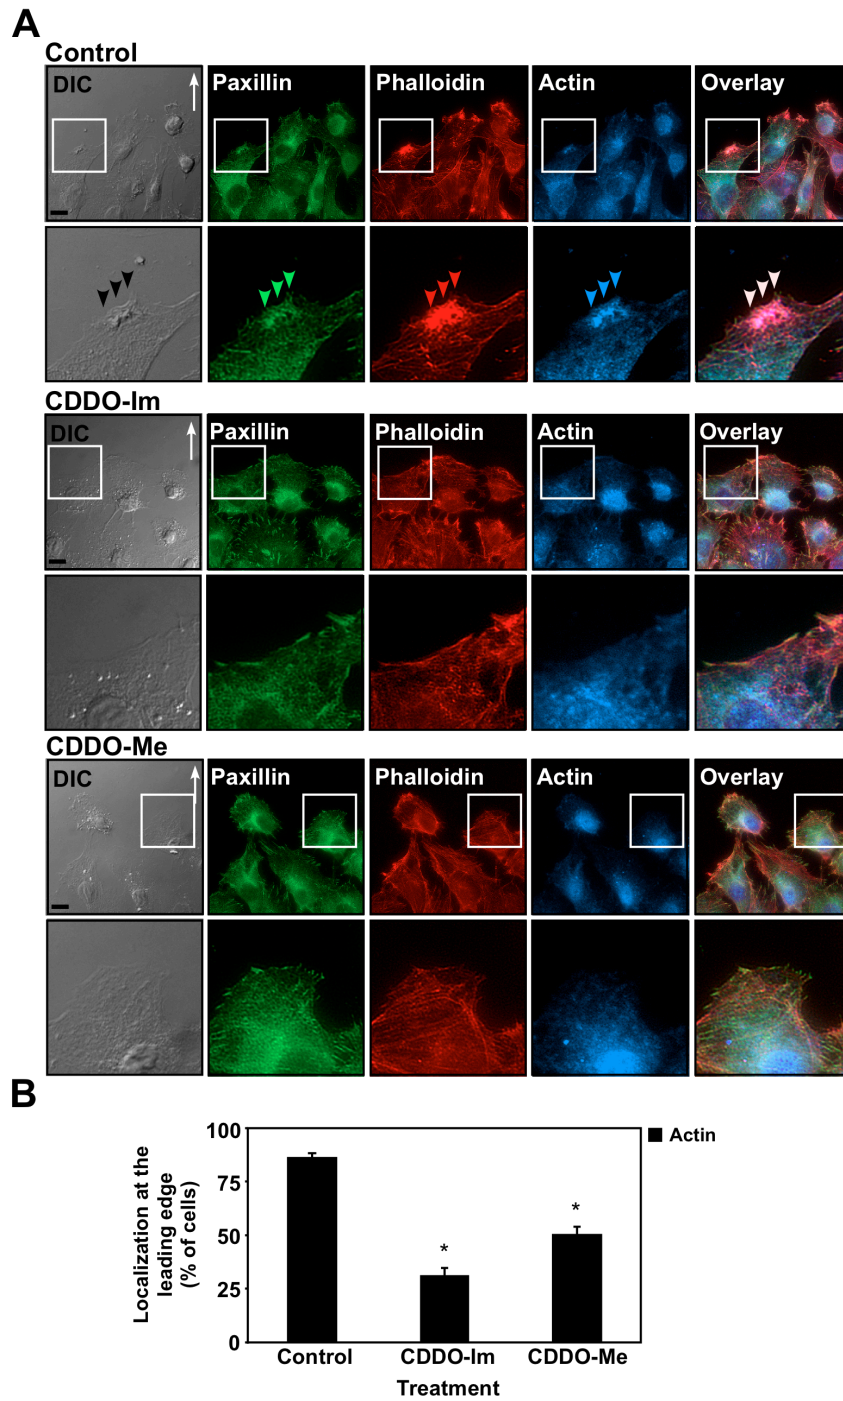 A
Control
DIC Paxillin Phalloidin Actin Overlay
CDDO-Im
DIC Paxillin Phalloidin Actin Overlay
CDDO-Me
DIC Paxillin Phalloidin Actin Overlay
B
100
75
50
25
0
Localization at the
leading edge
(% of cells)
* *
Actin
Control CDDO-Im CDDO-Me
Treatment